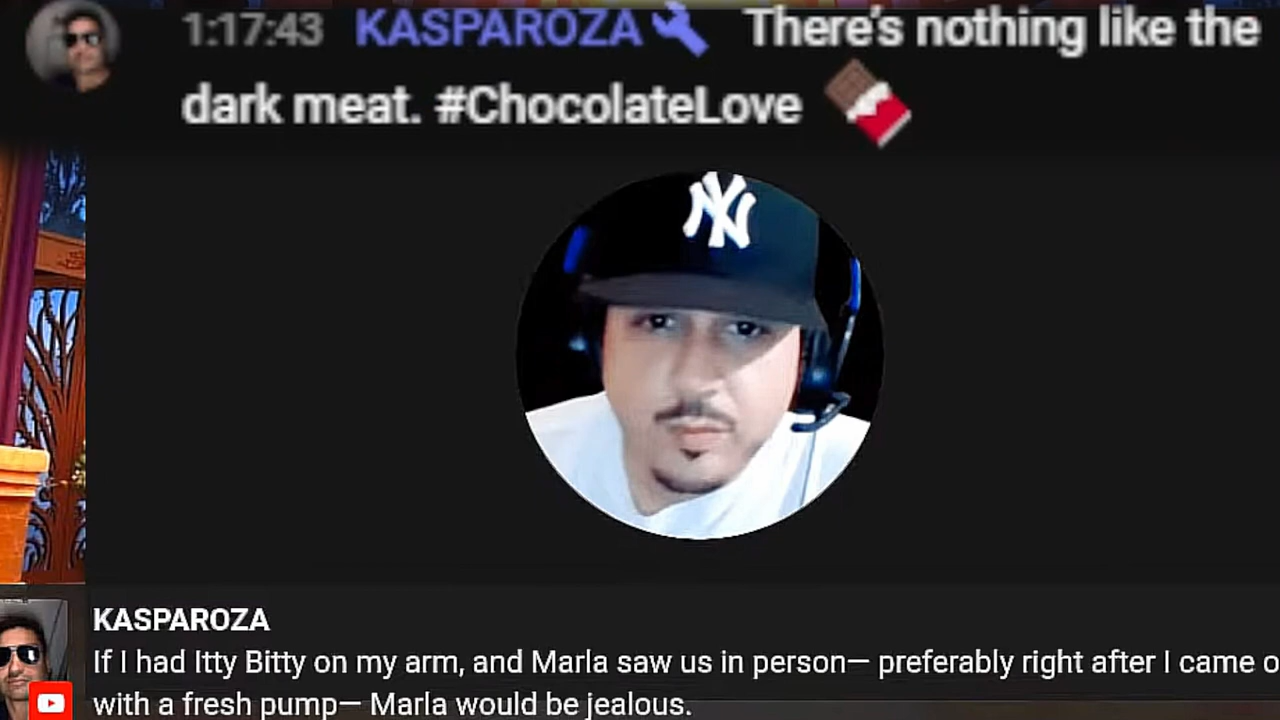 1:17:43 KASPAROZA There's nothing like the
dark meat. #ChocolateLove
NY
KASPAROZA
If I had Itty Bitty on my arm, and Marla saw us in person— preferably right after I came o
with a fresh pump— Marla would be jealous.